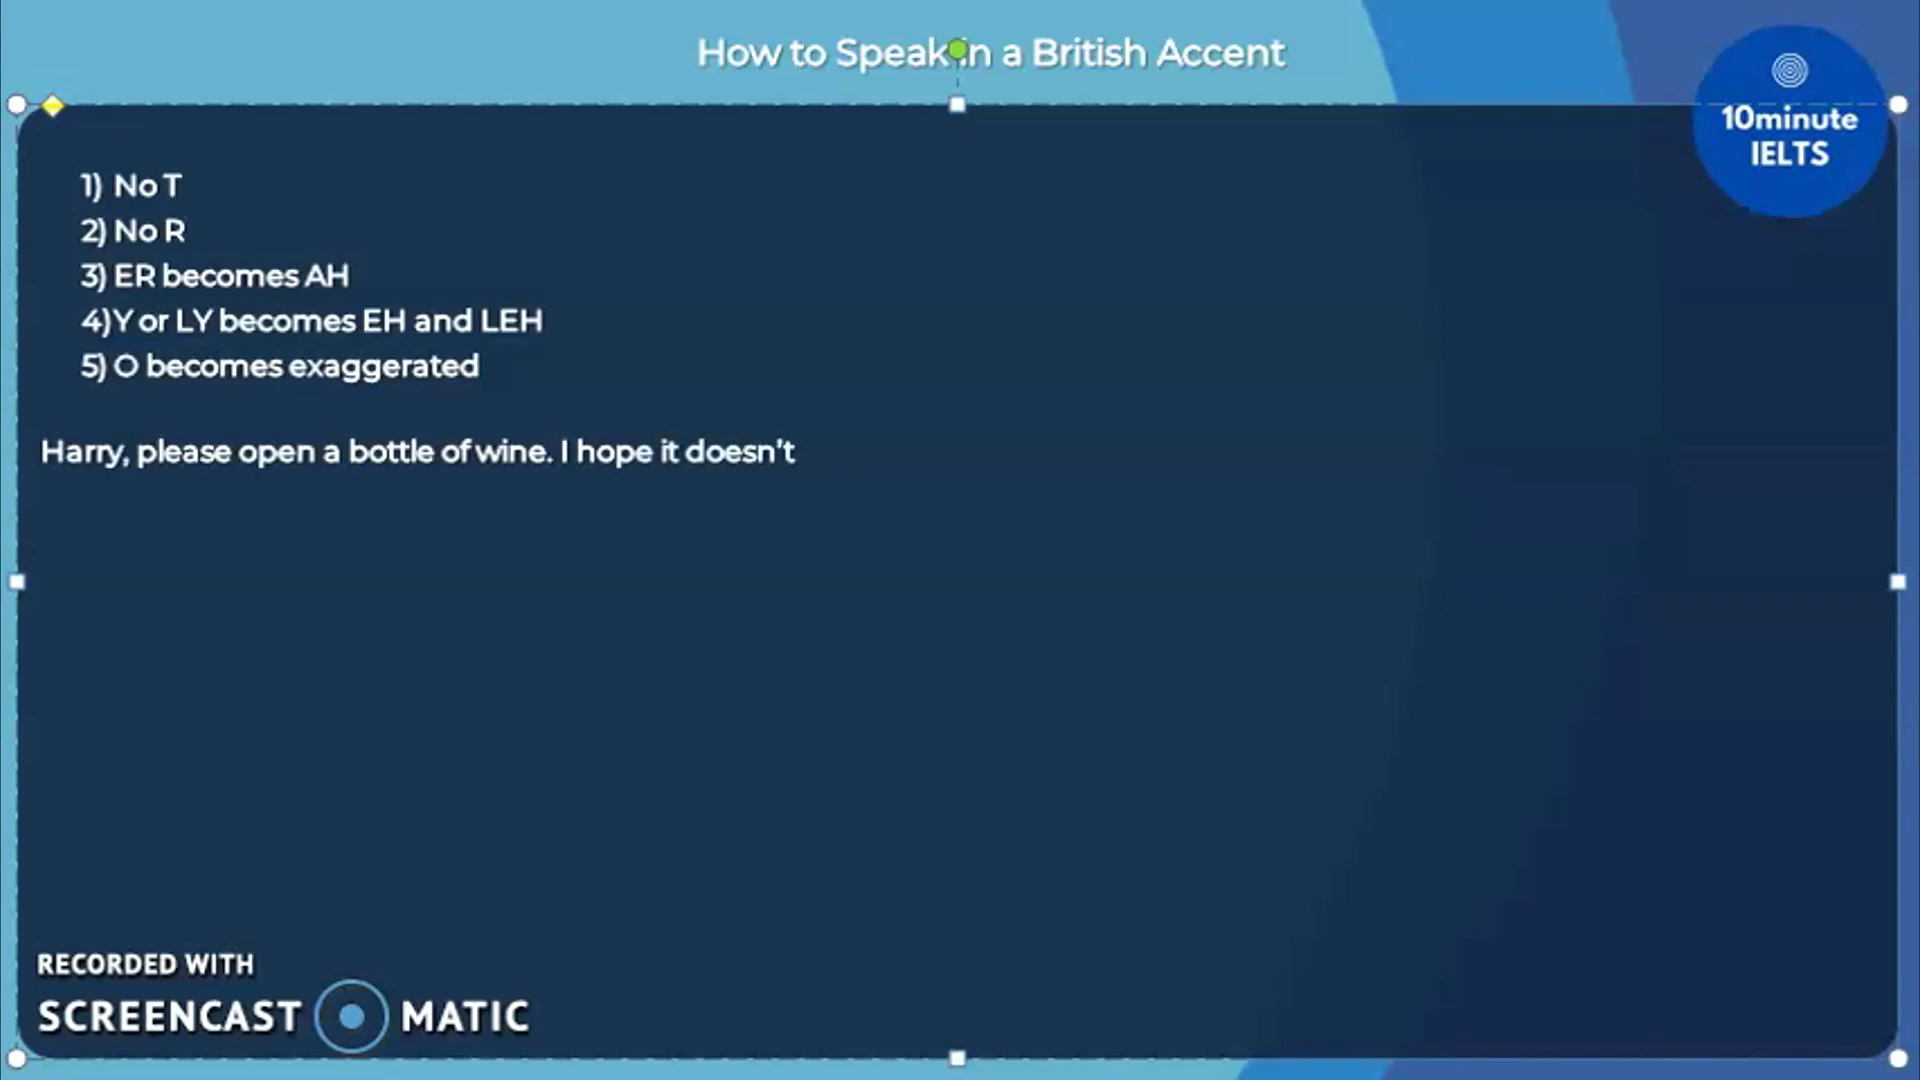 How to Speak in a British Accent
10minute
IELTS
1) No T
2) No R
3) ER becomes AH
4)Y or LY becomes EH and LEH
5) O becomes exaggerated
Harry, please open a bottle of wine. I hope it doesn't
RECORDED WITH
SCREENCAST MATIC